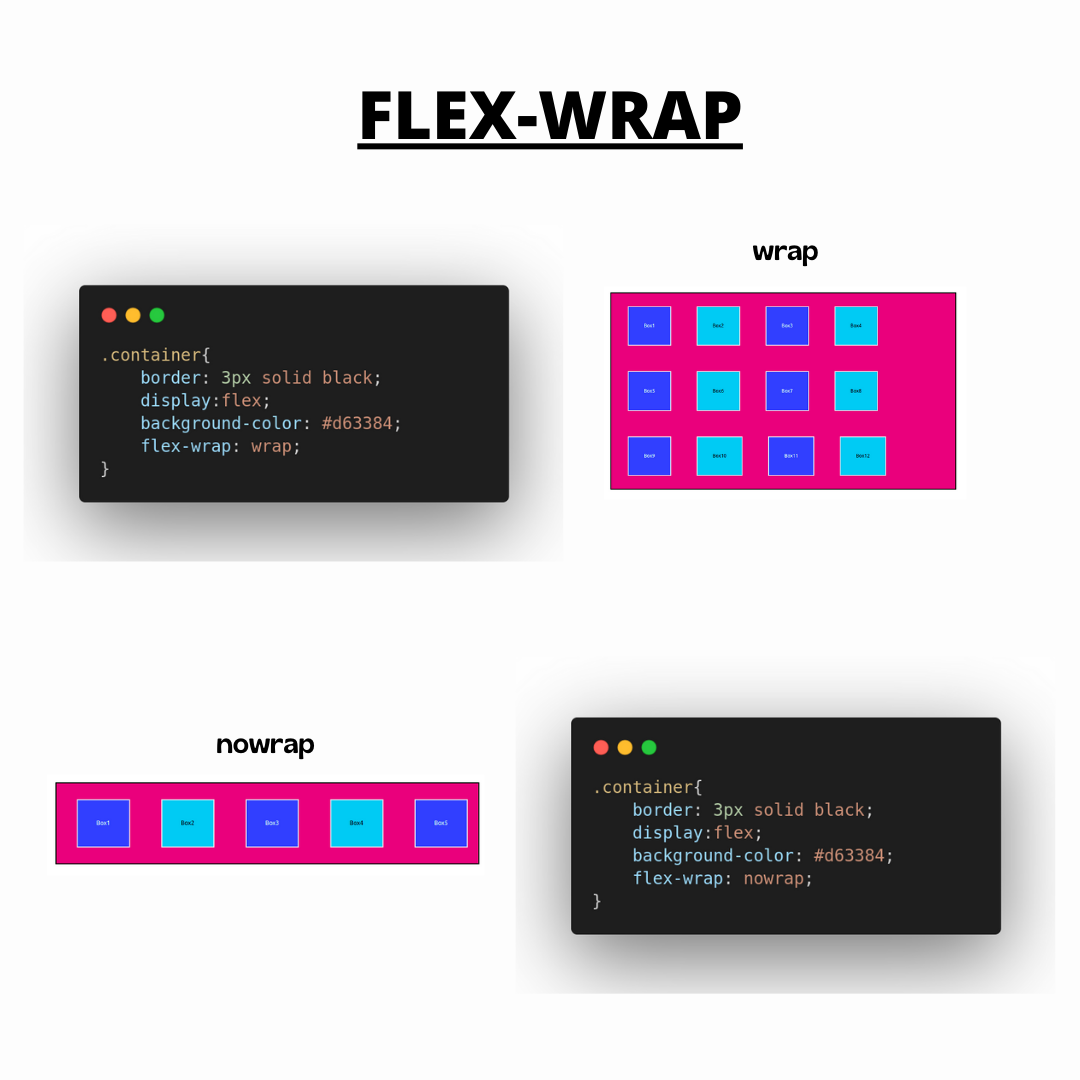 FLEX-WRAP
.container{
    border: 3px solid black;
    display:flex;
    background-color: #d63384;
    flex-wrap: wrap;
}
wrap
Box1 Box2 Box3 Box4
Box5 Box6 Box7 Box8
Box9 Box10 Box11 Box12
nowrap
Box1 Box2 Box3 Box4 Box5
.container{
    border: 3px solid black;
    display:flex;
    background-color: #d63384;
    flex-wrap: nowrap;
}